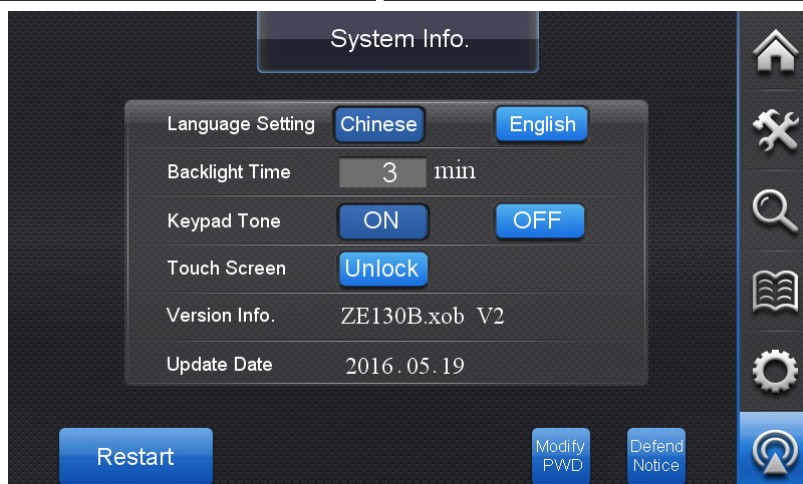 System Info.
Language Setting Chinese English
Backlight Time 3 min
Keypad Tone ON OFF
Touch Screen Unlock
Version Info. ZE130B.xob V2
Update Date 2016.05.19
Restart
Modify
PWD
Defend
Notice